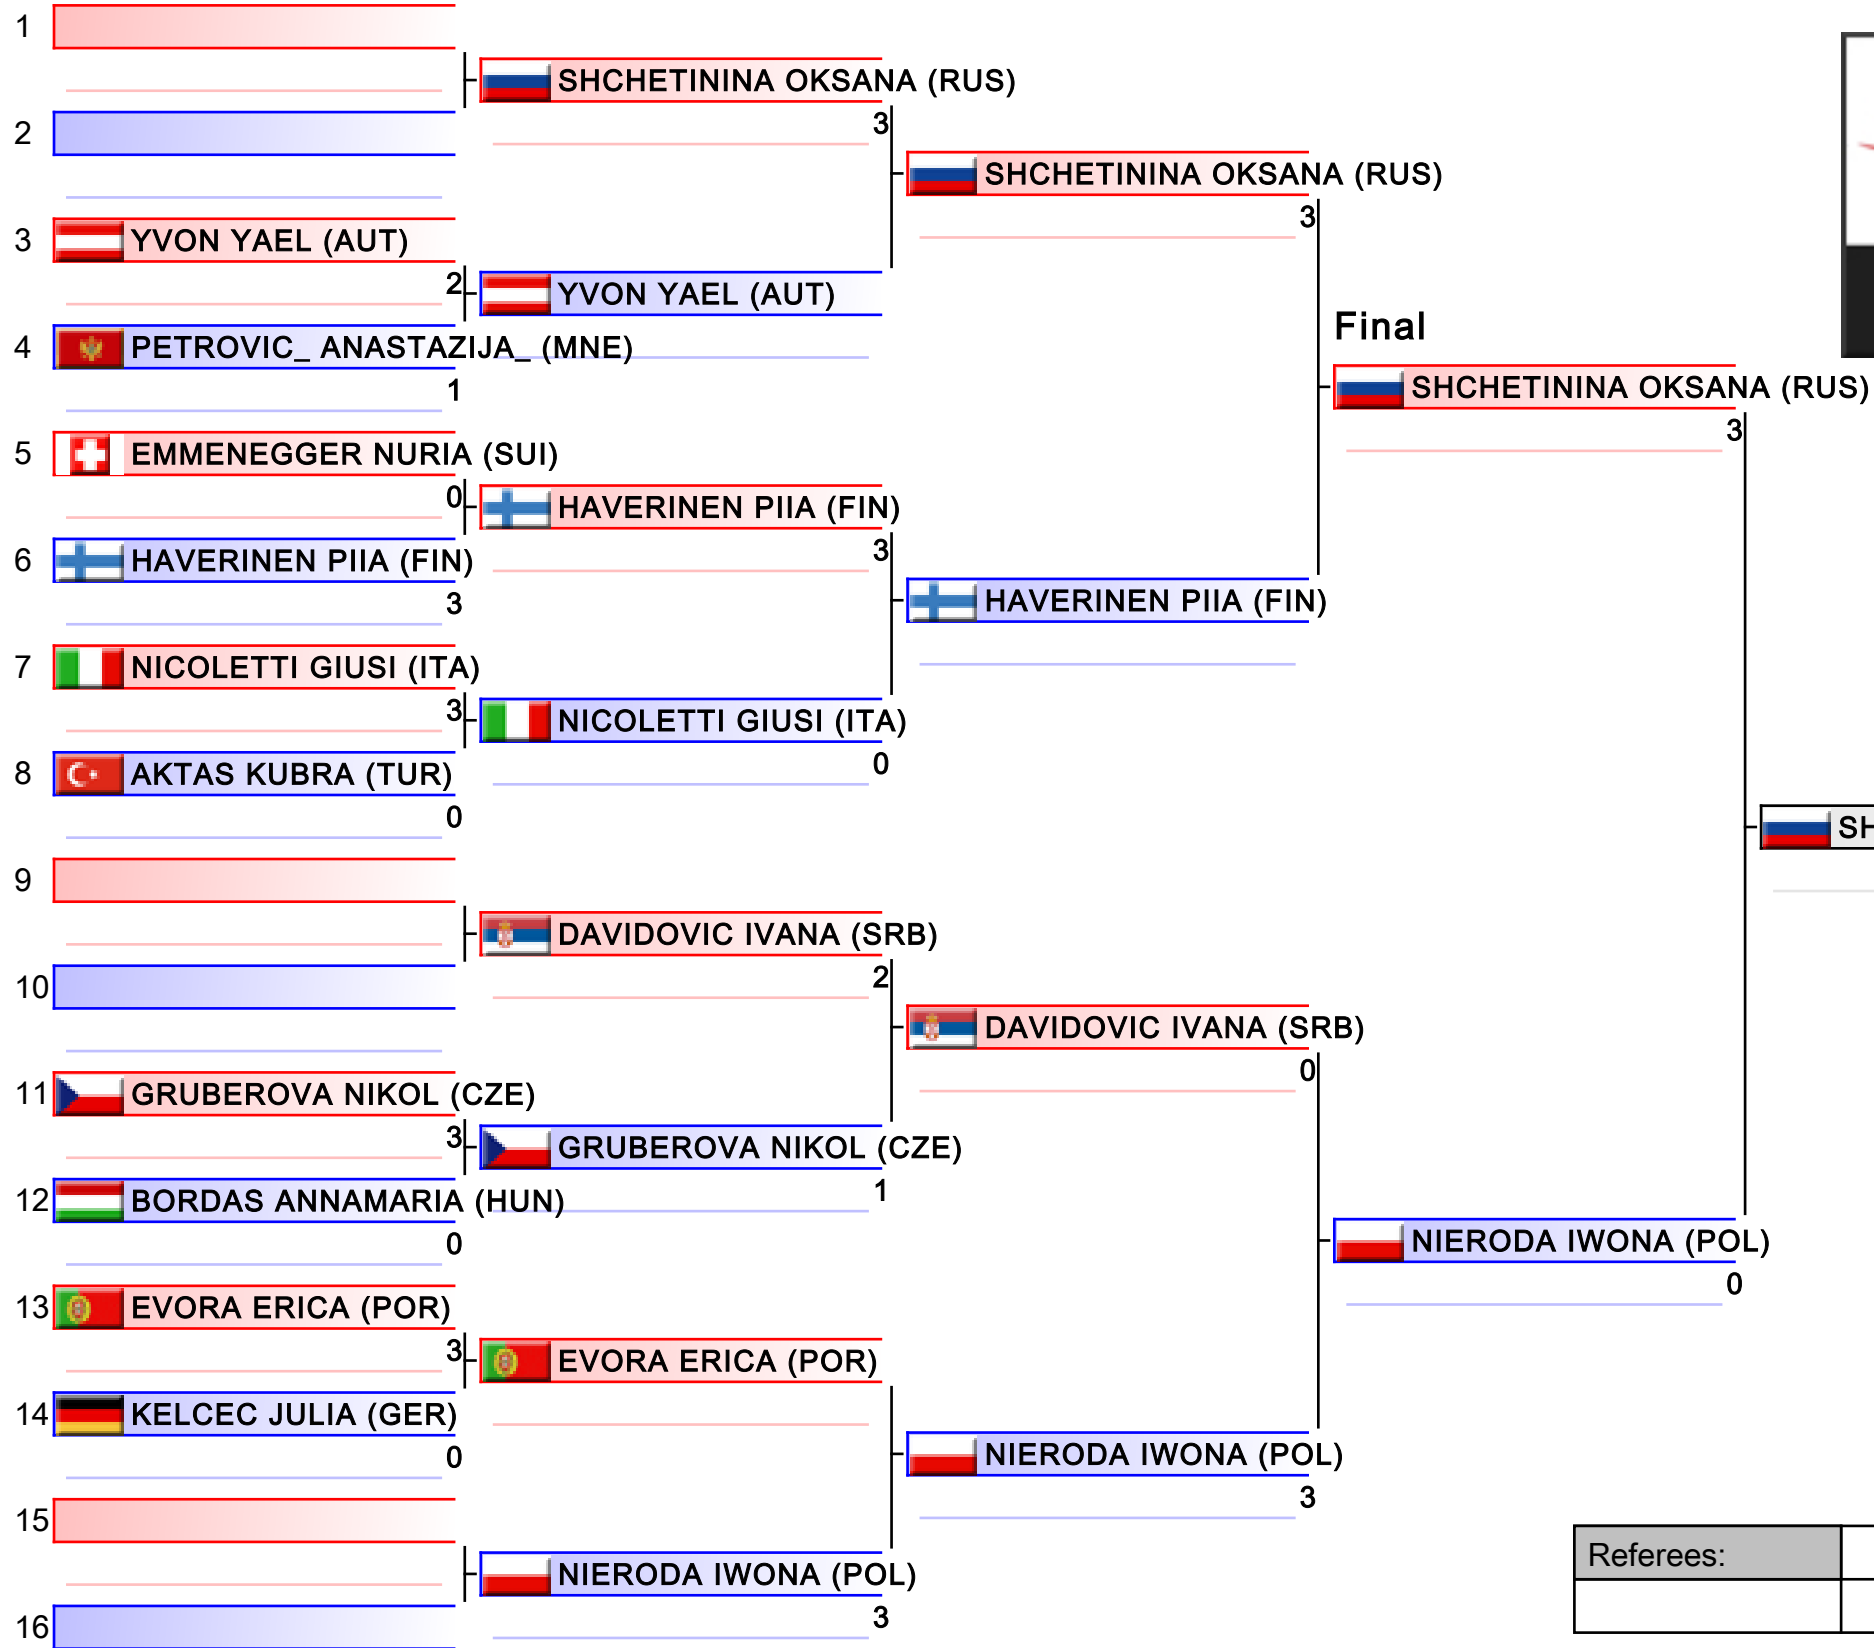 1
SHCHETININA OKSANA (RUS)
3
2
SHCHETININA OKSANA (RUS)
3
3 YVON YAEL (AUT)
2
YVON YAEL (AUT)
Final
4 PETROVIC_ ANASTAZIJA_ (MNE)
1
SHCHETININA OKSANA (RUS)
3
5 EMMENEGGER NURIA (SUI)
0
HAVERINEN PIIA (FIN)
3
6 HAVERINEN PIIA (FIN)
3
HAVERINEN PIIA (FIN)
7 NICOLETTI GIUSI (ITA)
3
NICOLETTI GIUSI (ITA)
0
8 AKTAS KUBRA (TUR)
0
SH
9
DAVIDOVIC IVANA (SRB)
2
10
DAVIDOVIC IVANA (SRB)
0
11 GRUBEROVA NIKOL (CZE)
3
GRUBEROVA NIKOL (CZE)
1
12 BORDAS ANNAMARIA (HUN)
0
NIERODA IWONA (POL)
0
13 EVORA ERICA (POR)
3
EVORA ERICA (POR)
14 KELCEC JULIA (GER)
0
NIERODA IWONA (POL)
3
15
Referees:
NIERODA IWONA (POL)
3
16